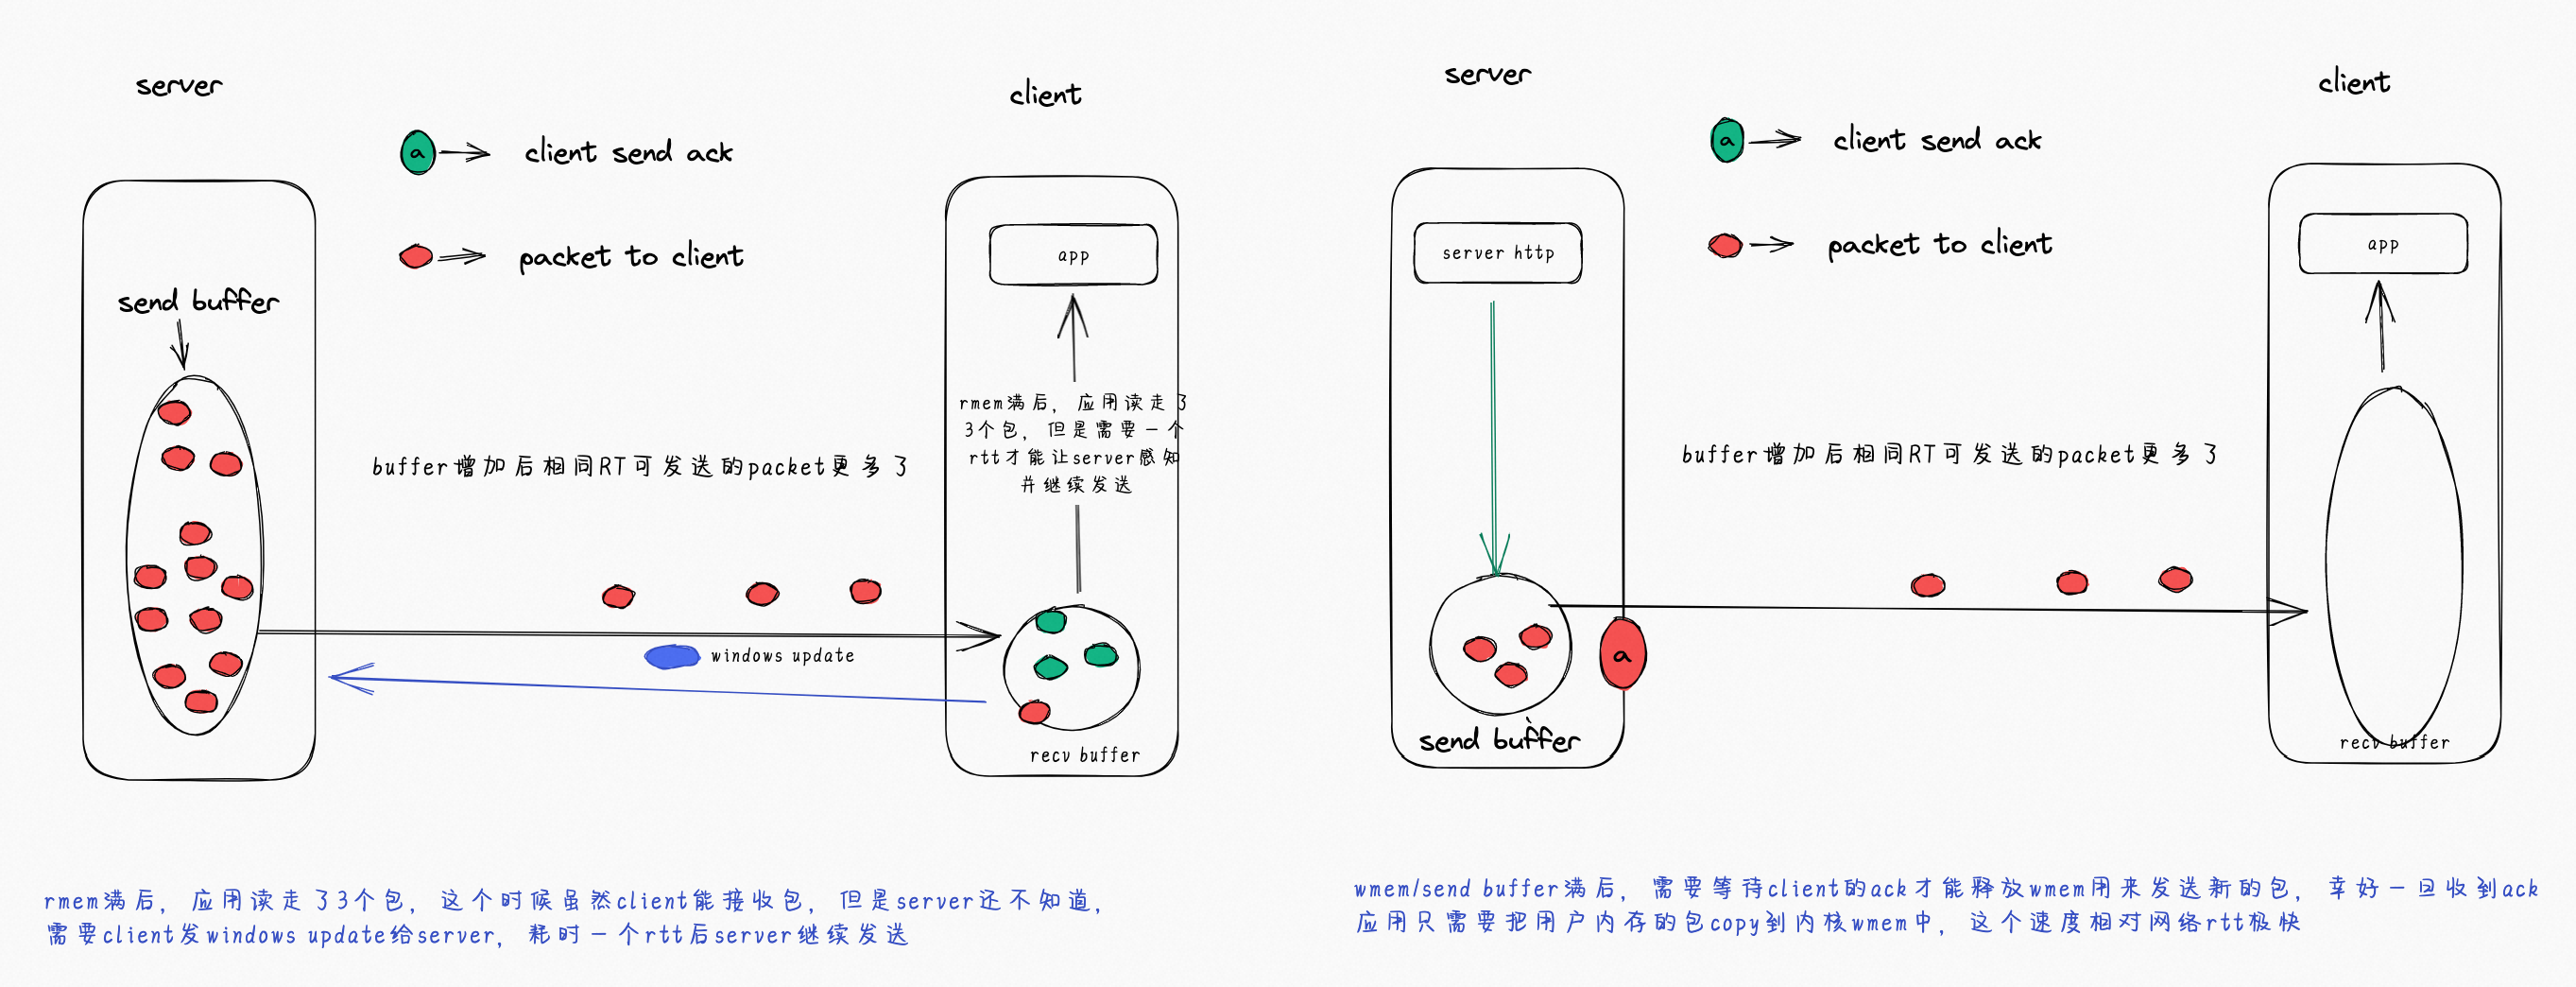 server
client
a
client send ack
packet to client
send buffer
app
rmem满后，应用读走了
3个包，但是需要一个
rtt才能让server感知
并继续发送
buffer增加后相同RT可发送的packet更多了
windows update
recv buffer
rmem满后，应用读走了3个包，这个时候虽然client能接收包，但是server还不知道，
需要client发windows update给server，耗时一个rtt后server继续发送
server
client
a
client send ack
packet to client
server http
app
buffer增加后相同RT可发送的packet更多了
a
send buffer
recv buffer
wmem/send buffer满后，需要等待client的ack才能释放wmem用来发送新的包，幸好一旦收到ack
应用只需要把用户内存的包copy到内核wmem中，这个速度相对网络rtt极快